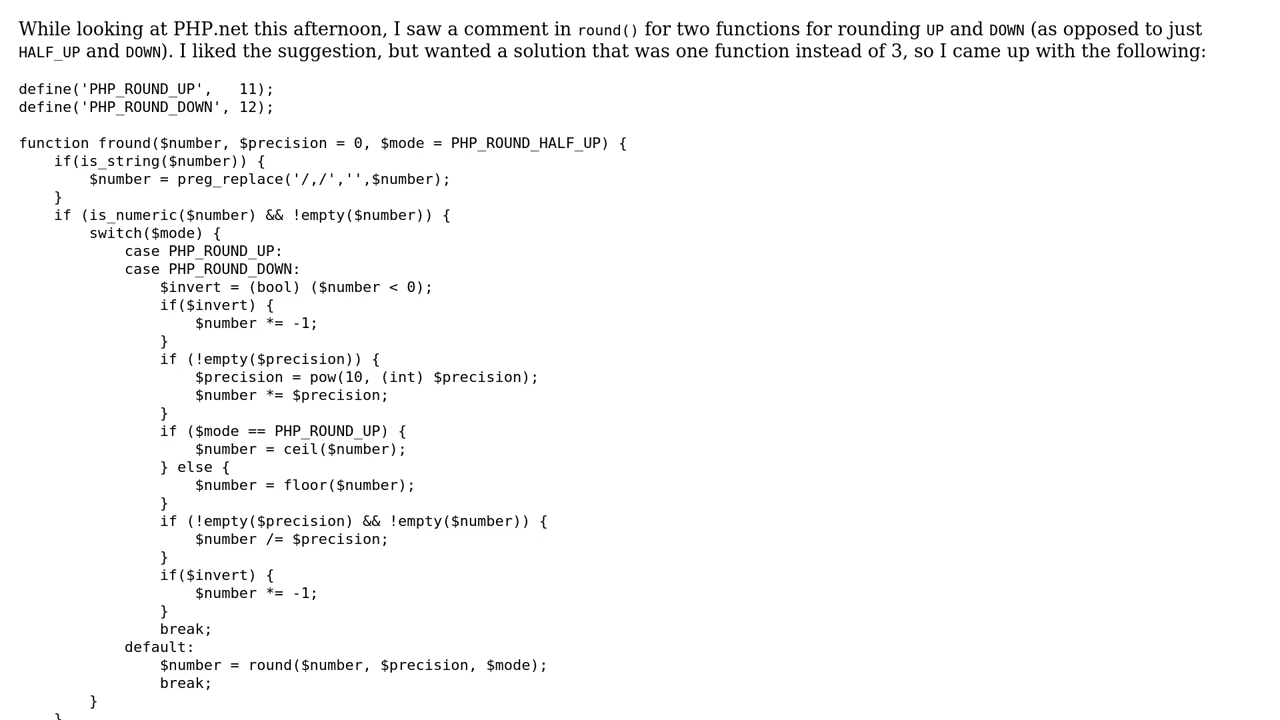 While looking at PHP.net this afternoon, I saw a comment in round() for two functions for rounding UP and DOWN (as opposed to just
HALF_UP and DOWN). I liked the suggestion, but wanted a solution that was one function instead of 3, so I came up with the following:
define('PHP_ROUND_UP',   11);
define('PHP_ROUND_DOWN', 12);
function fround($number, $precision = 0, $mode = PHP_ROUND_HALF_UP) {
    if(is_string($number)) {
        $number = preg_replace('/,/','',$number);
    }
    if (is_numeric($number) && !empty($number)) {
        switch($mode) {
            case PHP_ROUND_UP:
            case PHP_ROUND_DOWN:
                $invert = (bool) ($number < 0);
                if($invert) {
                    $number *= -1;
                }
                if (!empty($precision)) {
                    $precision = pow(10, (int) $precision);
                    $number *= $precision;
                }
                if ($mode == PHP_ROUND_UP) {
                    $number = ceil($number);
                } else {
                    $number = floor($number);
                }
                if (!empty($precision) && !empty($number)) {
                    $number /= $precision;
                }
                if($invert) {
                    $number *= -1;
                }
                break;
            default:
                $number = round($number, $precision, $mode);
                break;
        }
    }